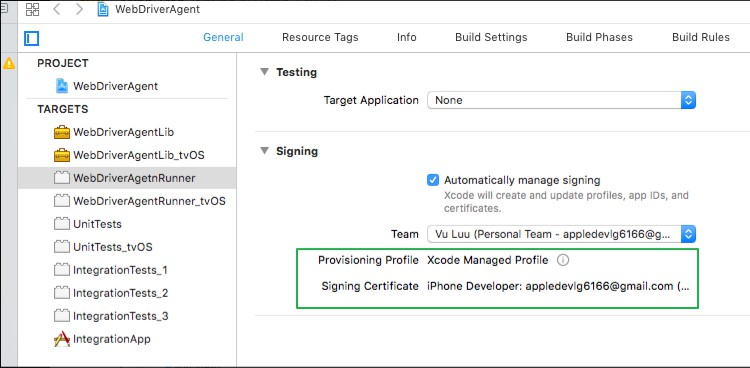 WebDriverAgent
General Resource Tags Info Build Settings Build Phases Build Rules
PROJECT
WebDriverAgent
TARGETS
WebDriverAgentLib
WebDriverAgentLib_tvOS
WebDriverAgetnRunner
WebDriverAgentRunner_tvOS
UnitTests
UnitTests_tvOS
IntegrationTests_1
IntegrationTests_2
IntegrationTests_3
IntegrationApp
Testing
Target Application None
Signing
Automatically manage signing
Xcode will create and update profiles, app IDs, and
certificates.
Team Vu Luu (Personal Team - appledevlg6166@g...
Provisioning Profile Xcode Managed Profile
Signing Certificate iPhone Developer: appledevlg6166@gmail.com (...